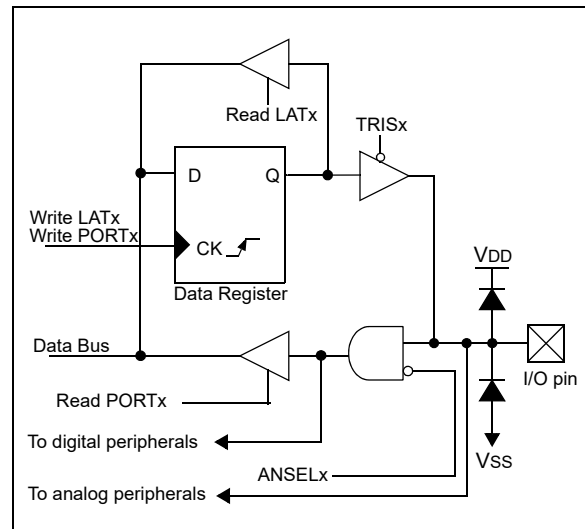 Read LATx
TRISx
D
Q
Write LATx
Write PORTx
CK
Data Register
VDD
Data Bus
I/O pin
Read PORTx
To digital peripherals
ANSELx
VSS
To analog peripherals